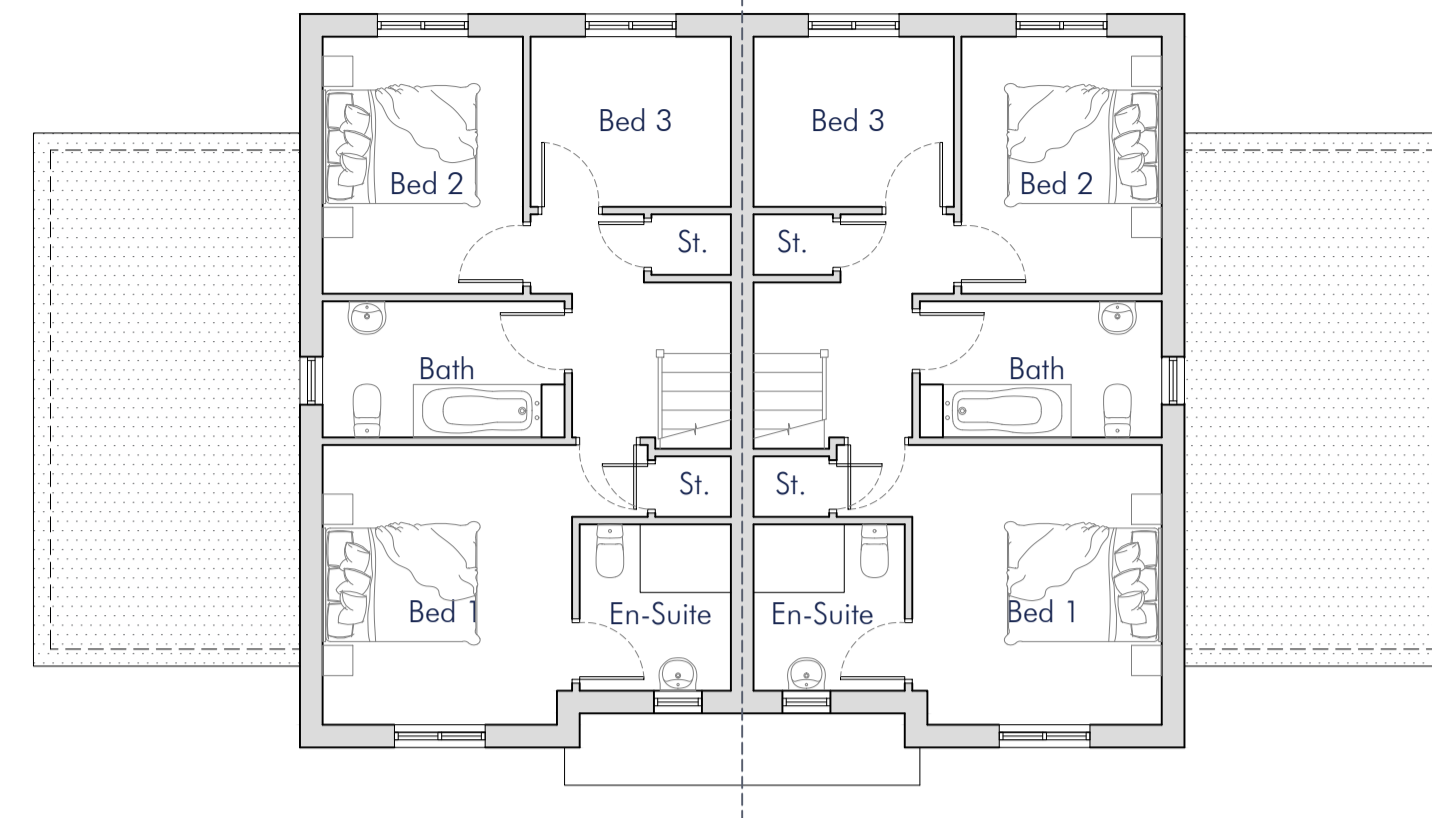 Bed 3
Bed 3
Bed 2
Bed 2
St.
St.
Bath
Bath
St.
St.
Bed 1
En-Suite
En-Suite
Bed 1